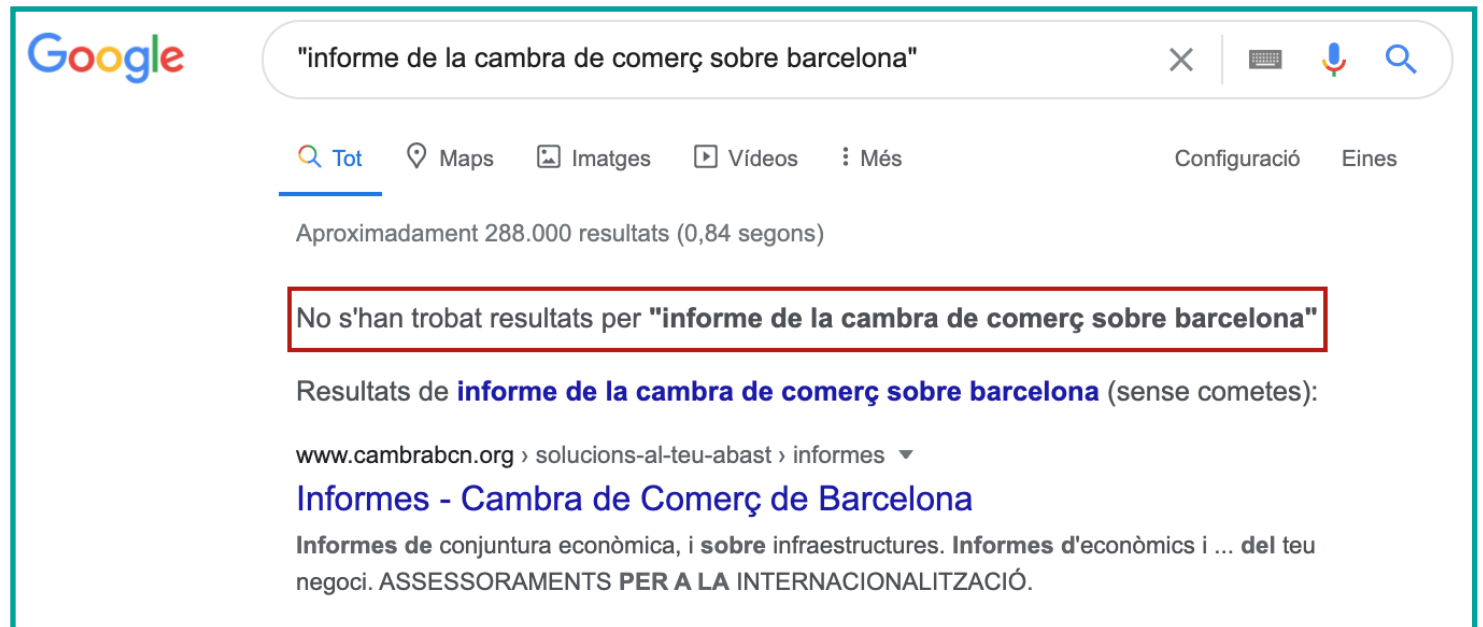 Google
"informe de la cambra de comerç sobre barcelona"
Tot Maps Imatges Vídeos Més Configuració Eines
Aproximadament 288.000 resultats (0,84 segons)
No s'han trobat resultats per "informe de la cambra de comerç sobre barcelona"
Resultats de informe de la cambra de comerç sobre barcelona (sense cometes):
www.cambrabcn.org › solucions-al-teu-abast › informes
Informes - Cambra de Comerç de Barcelona
Informes de conjuntura econòmica, i sobre infraestructures. Informes d'econòmics i ... del teu
negoci. ASSESSORAMENTS PER A LA INTERNACIONALITZACIÓ.